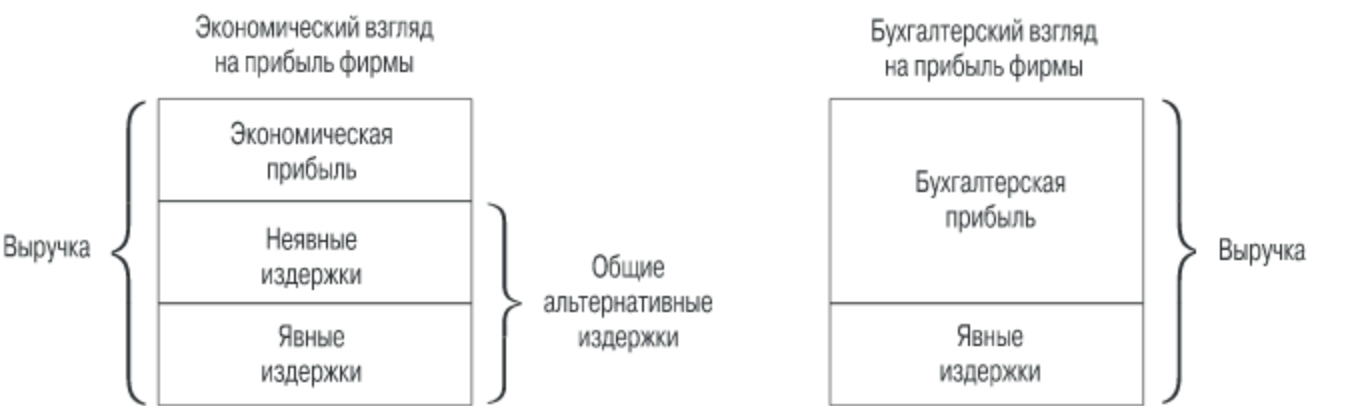 Экономический взгляд
на прибыль фирмы
Выручка
Экономическая
прибыль
Неявные
издержки
Явные
издержки
Общие
альтернативные
издержки
Бухгалтерский взгляд
на прибыль фирмы
Бухгалтерская
прибыль
Явные
издержки
Выручка